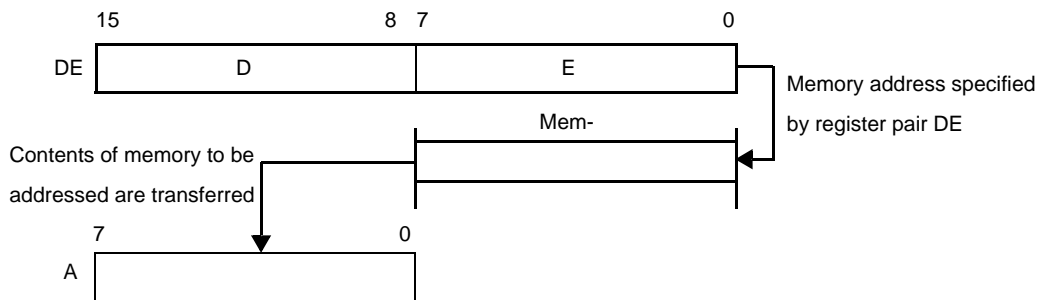 15 8 7 0
DE D E
Memory address specified
by register pair DE
Mem-
Contents of memory to be
addressed are transferred
7 0
A